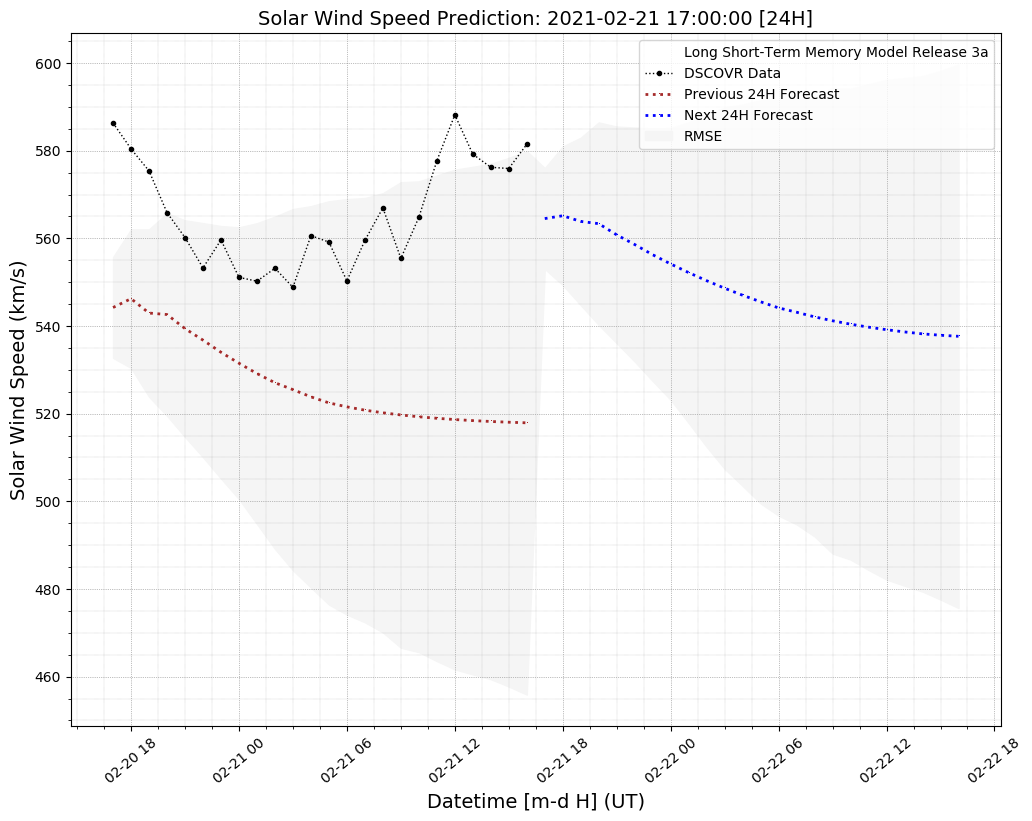 Solar Wind Speed Prediction: 2021-02-21 17:00:00 [24H]
Long Short-Term Memory Model Release 3a
DSCOVR Data
Previous 24H Forecast
Next 24H Forecast
RMSE
Solar Wind Speed (km/s)
600
580
560
540
520
500
480
460
02-20 18
02-21 00
02-21 06
02-21 12
02-21 18
02-22 00
02-22 06
02-22 12
02-22 18
Datetime [m-d H] (UT)